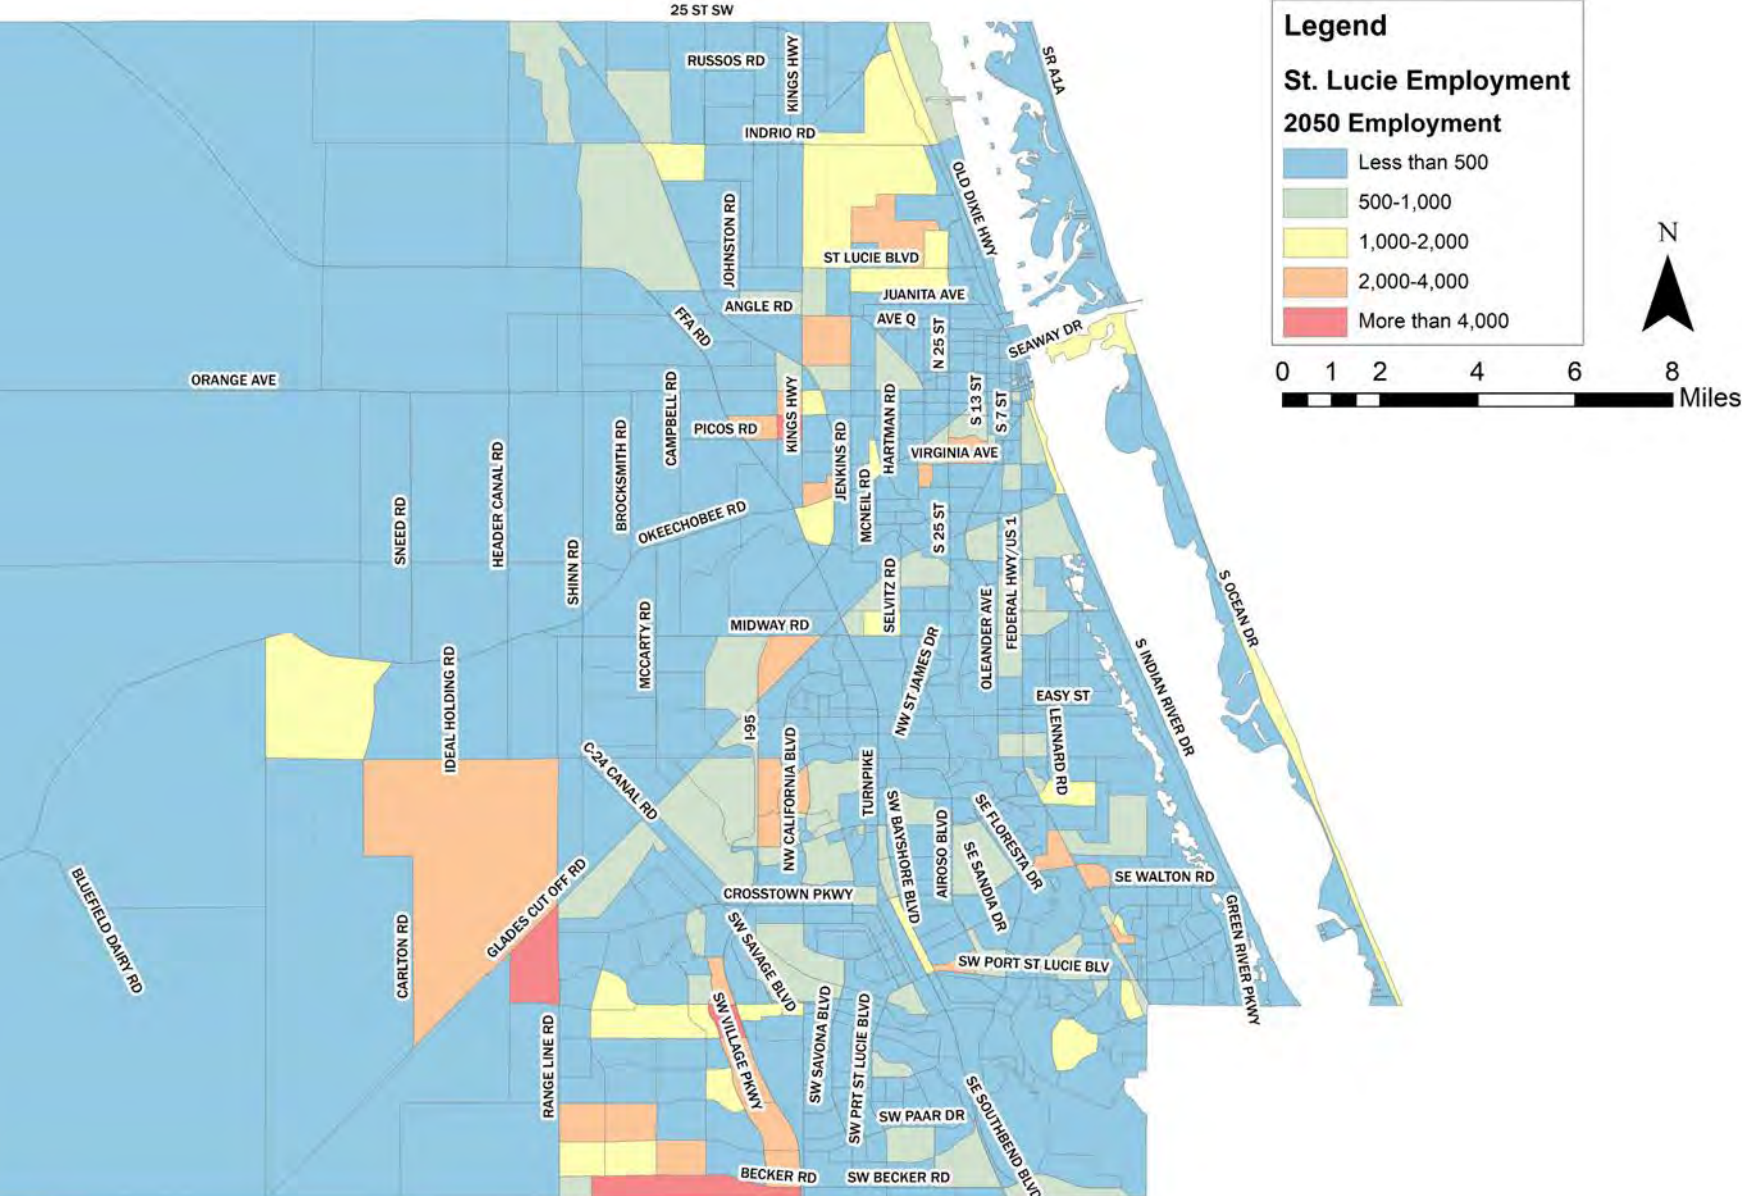 25 ST SW
RUSSOS RD
KINGS HWY
SR A1A
INDRIO RD
OLD DIXIE HWY
JOHNSTON RD
ST LUCIE BLVD
JUANITA AVE
ANGLE RD
AVE Q
FFA RD
N 25 ST
SEAWAY DR
ORANGE AVE
CAMPBELL RD
KINGS HWY
HARTMAN RD
S 13 ST
S 7 ST
PICOS RD
BROCKSMITH RD
JENKINS RD
VIRGINIA AVE
HEADER CANAL RD
SNEED RD
MCNEIL RD
OKEECHOBEE RD
S 25 ST
SHINN RD
SELVITZ RD
FEDERAL HWY/US 1
OLEANDER AVE
S OCEAN DR
MCCARTY RD
MIDWAY RD
NW ST JAMES DR
S INDIAN RIVER DR
IDEAL HOLDING RD
EASY ST
I-95
LENNARD RD
C-24 CANAL RD
NW CALIFORNIA BLVD
TURNPIKE
SW BAYSHORE BLVD
AIROSO BLVD
SE FLORESTA DR
SE SANDIA DR
SE WALTON RD
BLUEFIELD DAIRY RD
CROSSTOWN PKWY
GLADES CUT OFF RD
CARLTON RD
SW SAVAGE BLVD
GREEN RIVER PKWY
SW PORT ST LUCIE BLV
SW VILLAGE PKWY
SW SAVONA BLVD
SW PRT ST LUCIE BLVD
RANGE LINE RD
SE SOUTHBEND BLVD
SW PAAR DR
BECKER RD
SW BECKER RD
Legend
St. Lucie Employment
2050 Employment
Less than 500
500-1,000
1,000-2,000
2,000-4,000
More than 4,000
N
0 1 2 4 6 8
Miles